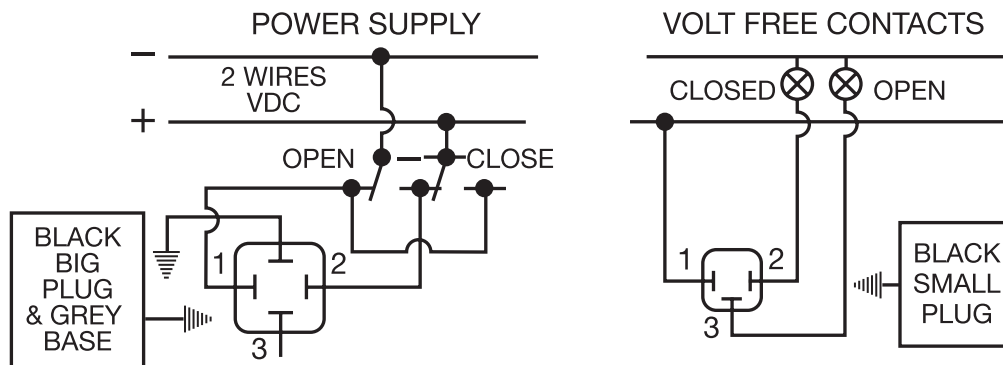 POWER SUPPLY
−
2 WIRES
VDC
+
OPEN
−
CLOSE
BLACK
BIG
PLUG
& GREY
BASE
1
2
3
VOLT FREE CONTACTS
CLOSED
OPEN
1
2
3
BLACK
SMALL
PLUG